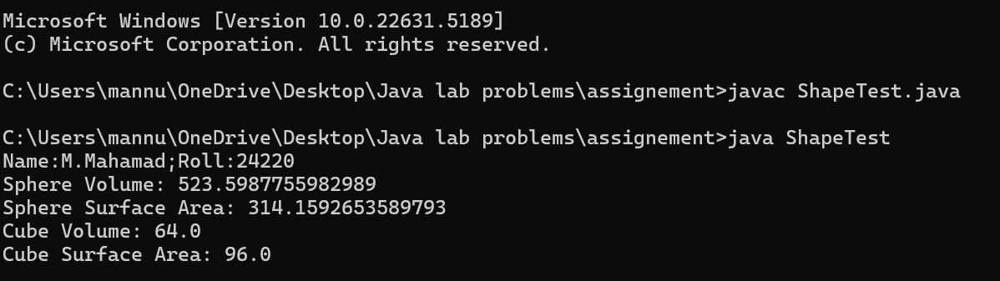 Microsoft Windows [Version 10.0.22631.5189]
(c) Microsoft Corporation. All rights reserved.
C:\Users\mannu\OneDrive\Desktop\Java lab problems\assignement>javac ShapeTest.java
C:\Users\mannu\OneDrive\Desktop\Java lab problems\assignement>java ShapeTest
Name:M.Mahamad;Roll:24220
Sphere Volume: 523.5987755982989
Sphere Surface Area: 314.1592653589793
Cube Volume: 64.0
Cube Surface Area: 96.0